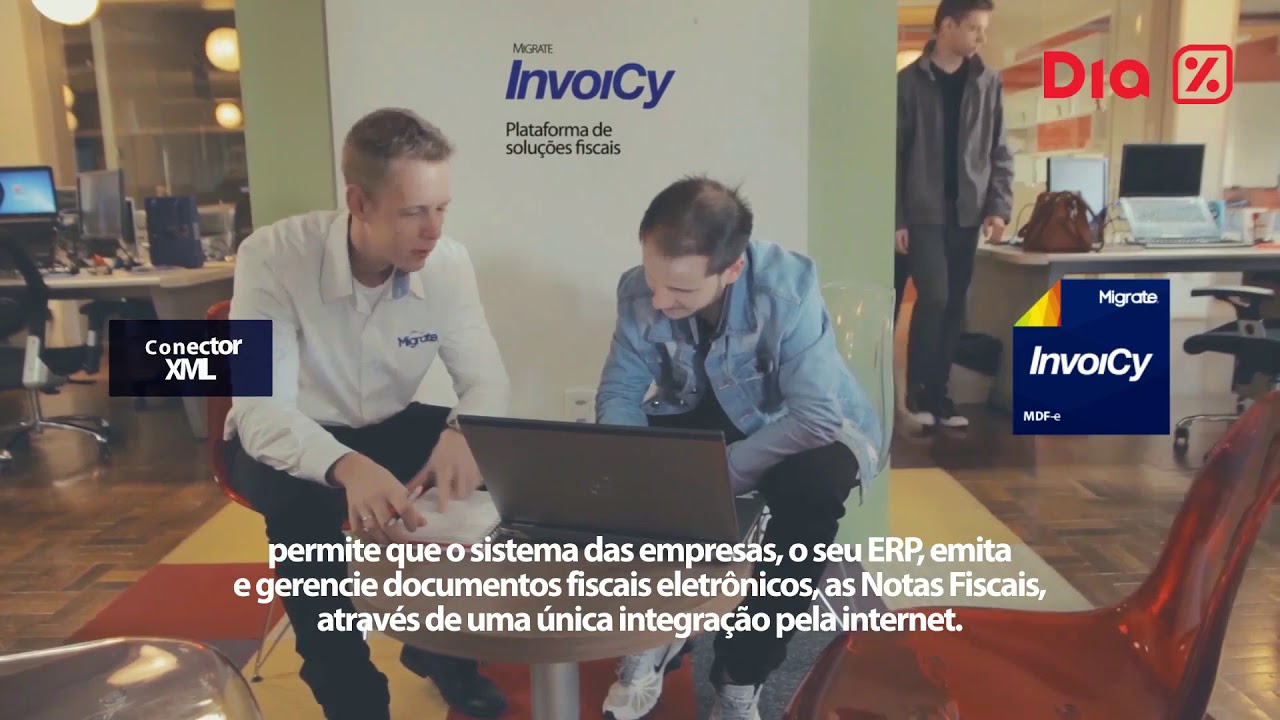 MIGRATE
InvoiCy
Plataforma de
soluções fiscais
Dia %
Conector
XML
Migrate
Migrate
InvoiCy
MDF-e
permite que o sistema das empresas, o seu ERP, emita
e gerencie documentos fiscais eletrônicos, as Notas Fiscais,
através de uma única integração pela internet.